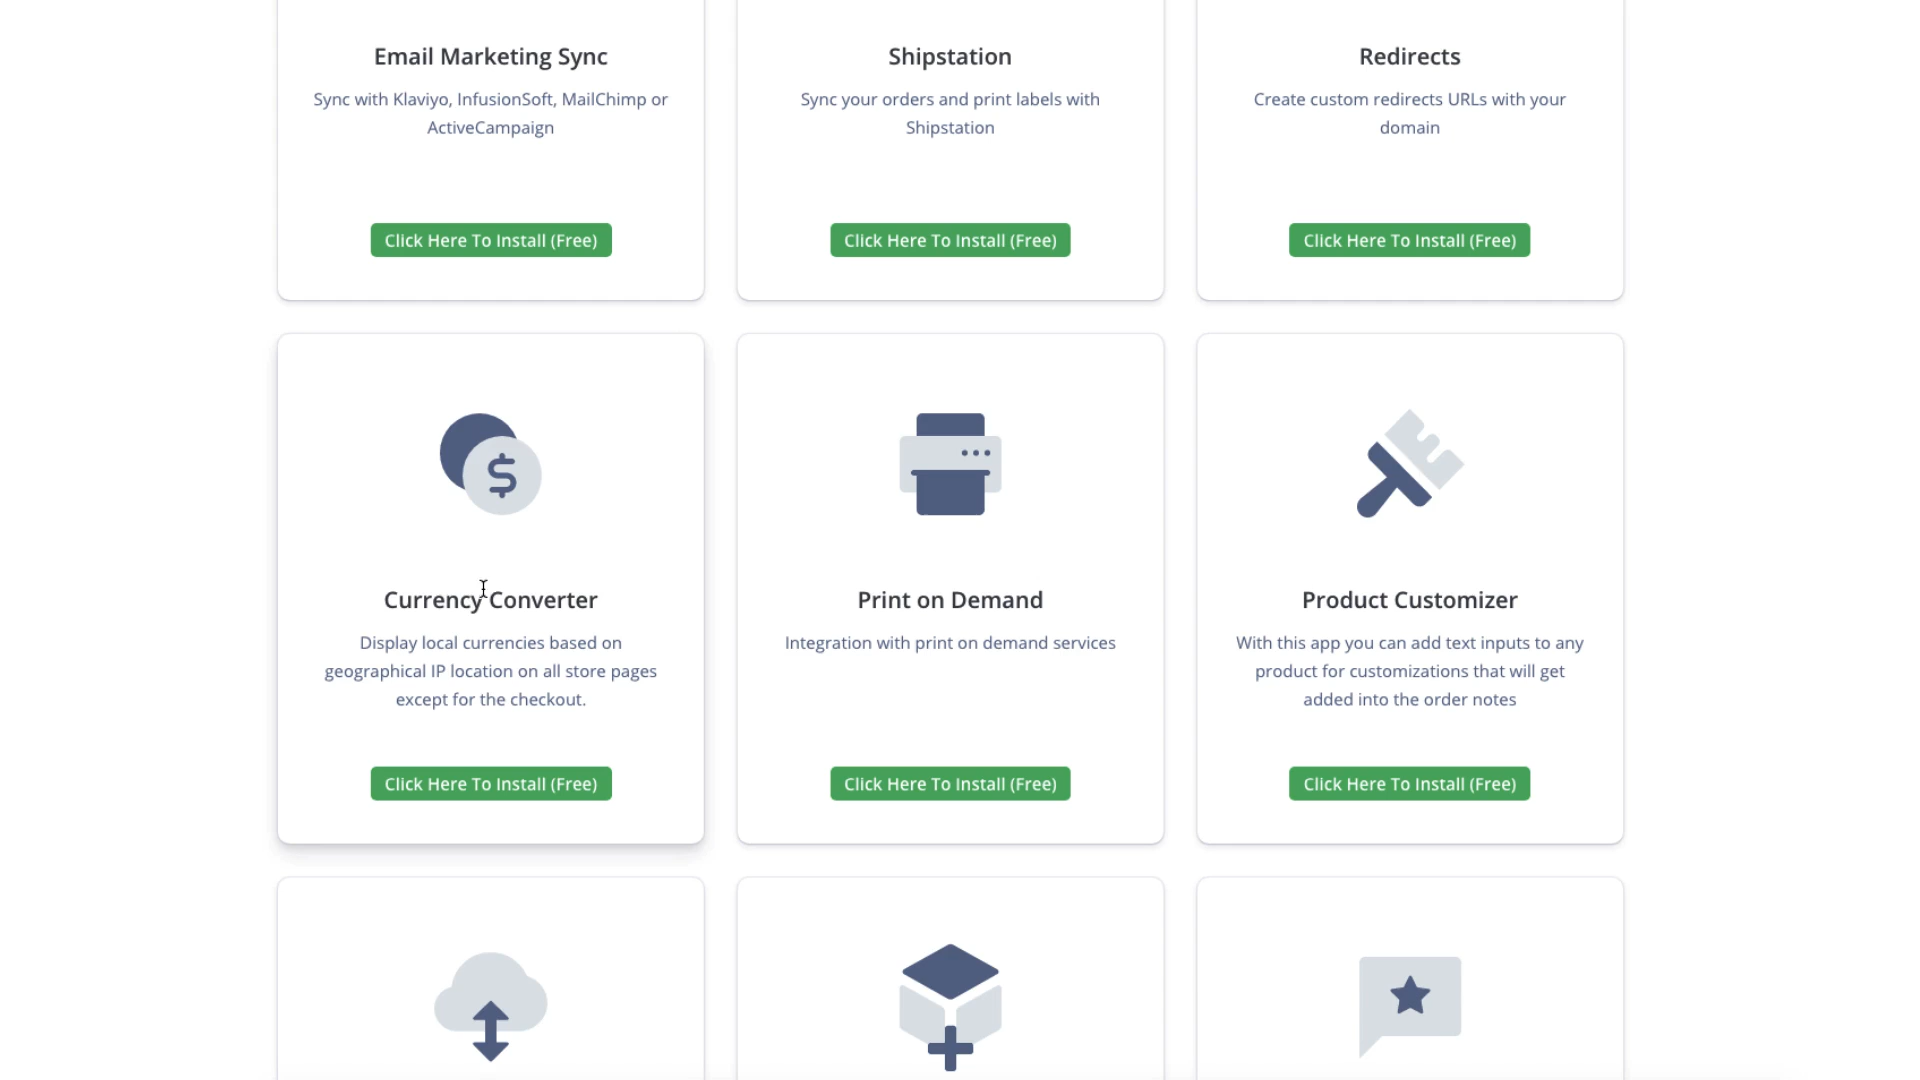 Email Marketing Sync
Sync with Klaviyo, InfusionSoft, MailChimp or
ActiveCampaign
Click Here To Install (Free)
Shipstation
Sync your orders and print labels with
Shipstation
Click Here To Install (Free)
Redirects
Create custom redirects URLs with your
domain
Click Here To Install (Free)
$
Currency Converter
Display local currencies based on
geographical IP location on all store pages
except for the checkout.
Click Here To Install (Free)
Print on Demand
Integration with print on demand services
Click Here To Install (Free)
Product Customizer
With this app you can add text inputs to any
product for customizations that will get
added into the order notes
Click Here To Install (Free)